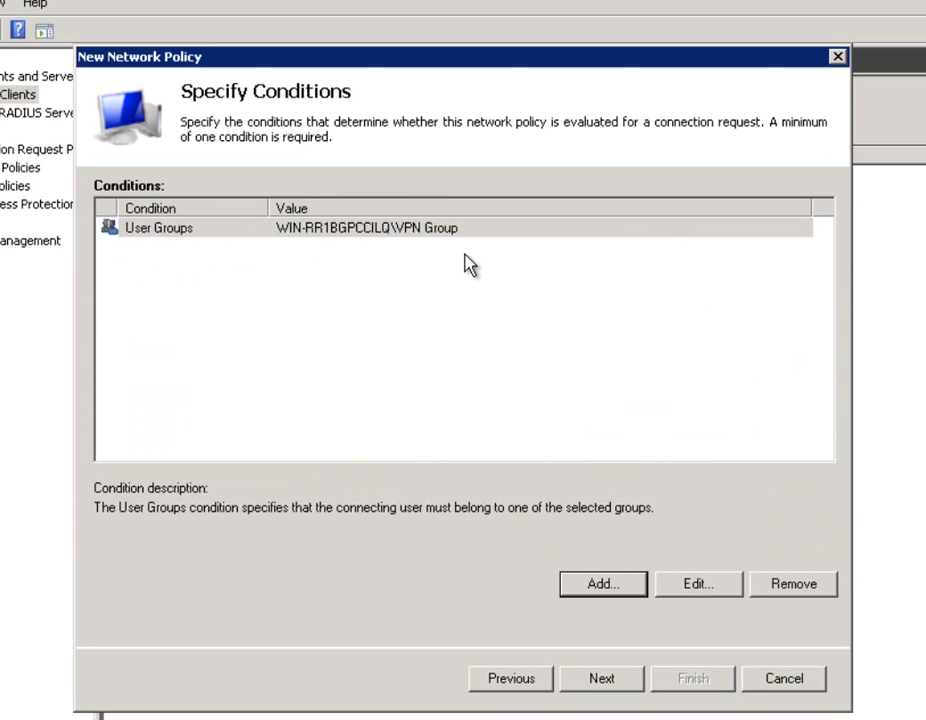 Help
New Network Policy
Specify Conditions
Specify the conditions that determine whether this network policy is evaluated for a connection request. A minimum
of one condition is required.
nts and Serve
Clients
RADIUS Serve
on Request P
Policies
olicies
ess Protection
anagement
Conditions:
Condition Value
User Groups WIN-RR1BGPCCILQ\VPN Group
Condition description:
The User Groups condition specifies that the connecting user must belong to one of the selected groups.
Add... Edit... Remove
Previous Next Finish Cancel